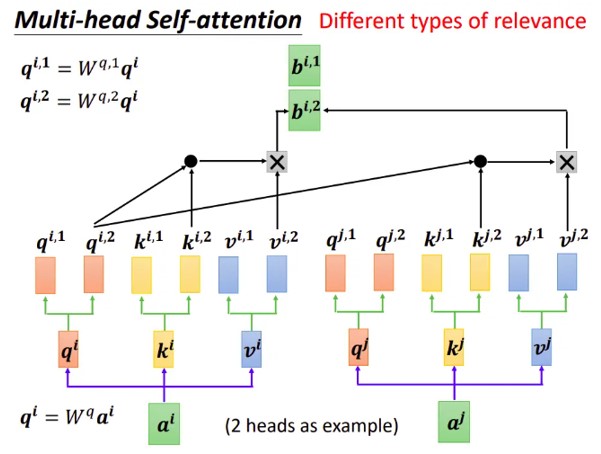 Multi-head Self-attention Different types of relevance
q^{i,1} = W^{q,1}q^i
q^{i,2} = W^{q,2}q^i
b^{i,1}
b^{i,2}
q^{i,1} q^{i,2} k^{i,1} k^{i,2} v^{i,1} v^{i,2} q^{j,1} q^{j,2} k^{j,1} k^{j,2} v^{j,1} v^{j,2}
q^i k^i v^i q^j k^j v^j
q^i = W^q a^i
a^i (2 heads as example) a^j